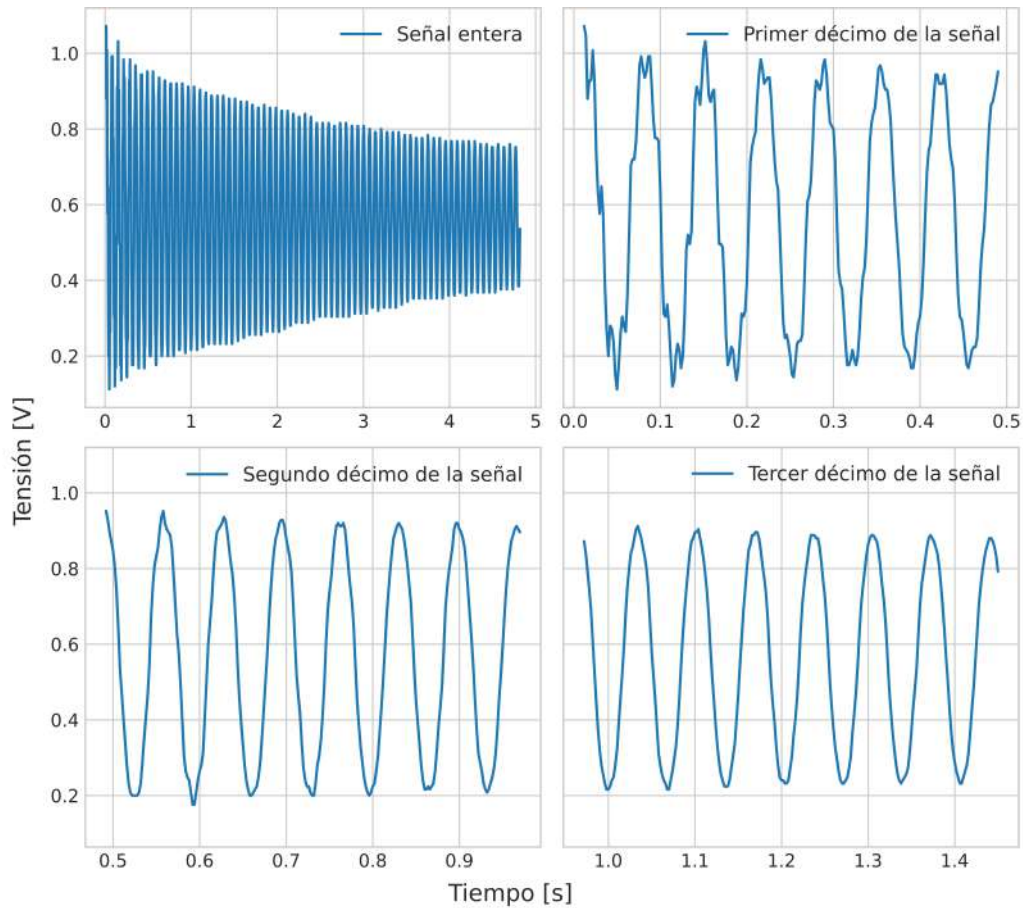 Señal entera
Primer décimo de la señal
1.0
0.8
0.6
0.4
0.2
0 1 2 3 4 5
0.0 0.1 0.2 0.3 0.4 0.5
Tensión [V]
Segundo décimo de la señal
Tercer décimo de la señal
1.0
0.8
0.6
0.4
0.2
0.5 0.6 0.7 0.8 0.9
1.0 1.1 1.2 1.3 1.4
Tiempo [s]